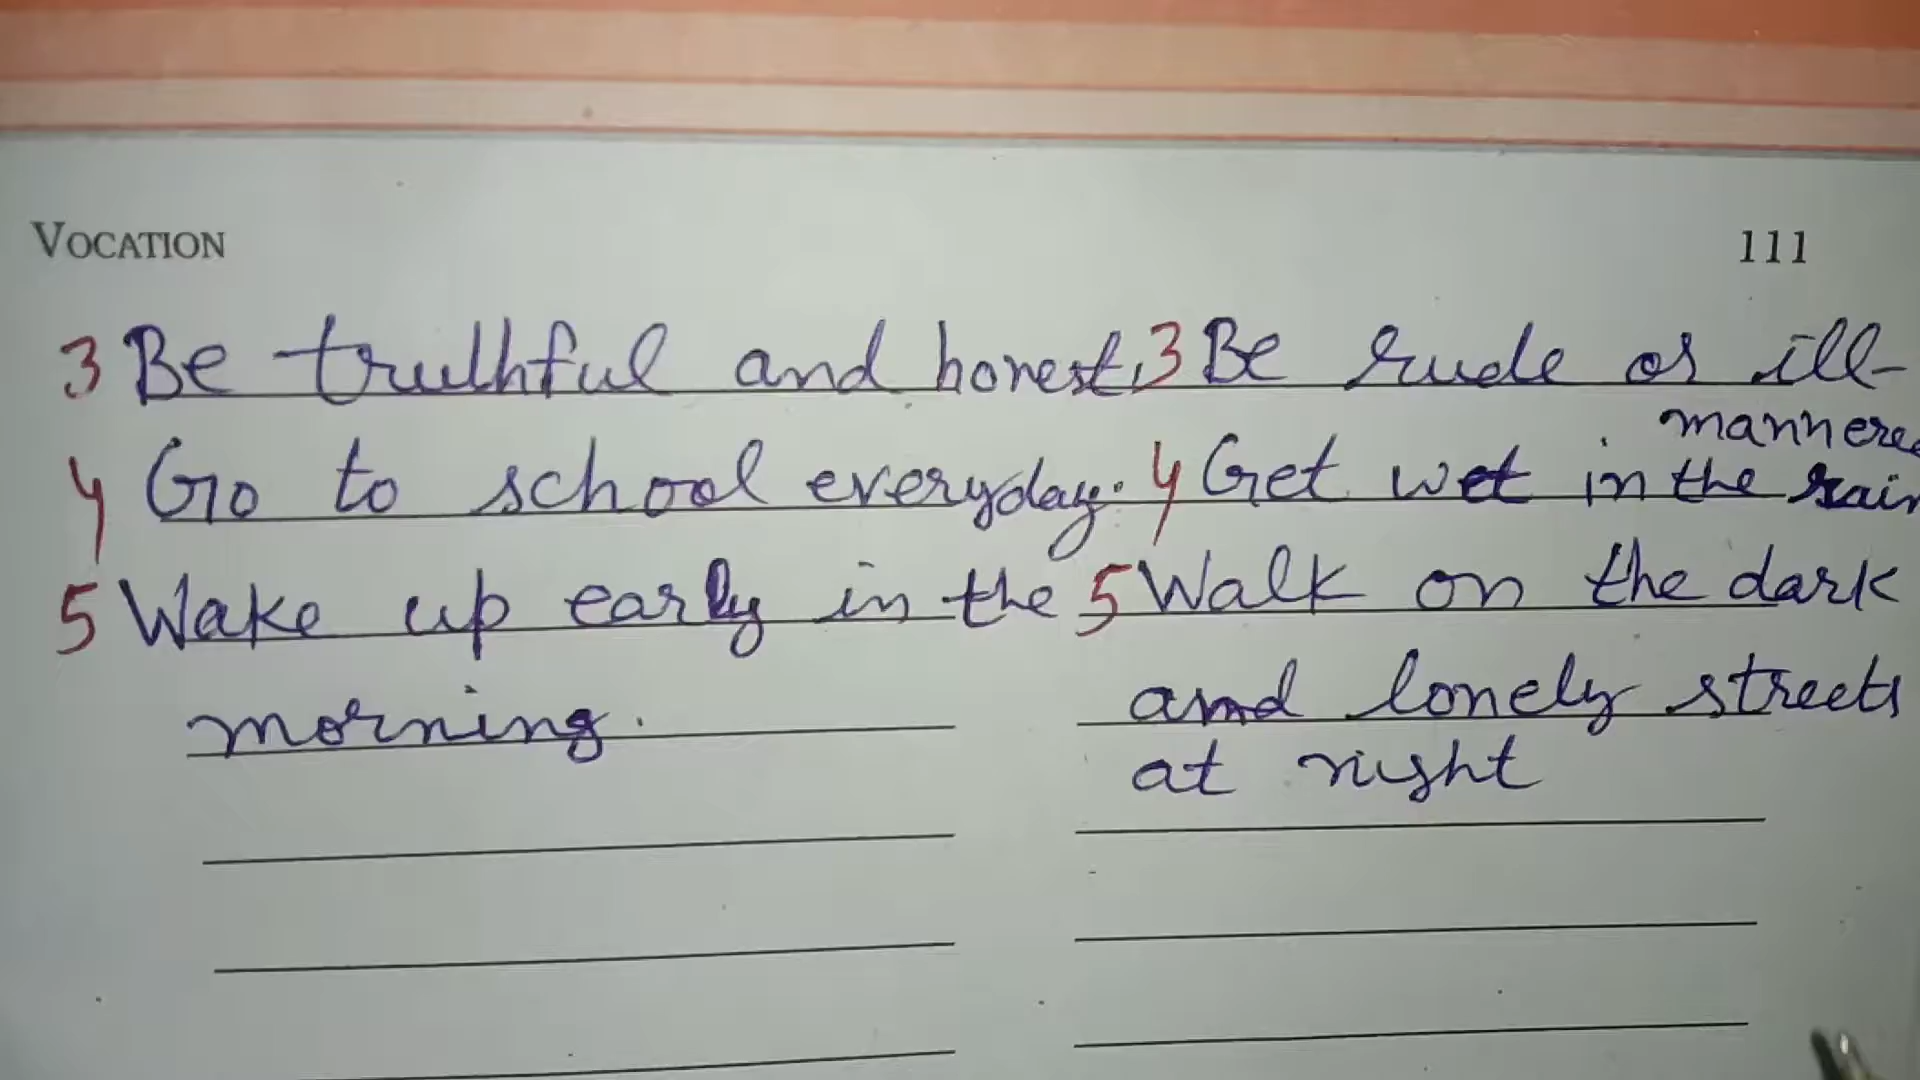 VOCATION 111
3 Be truthful and honest.
4 Go to school everyday.
5 Wake up early in the
morning.
3 Be rude or ill-
mannered
4 Get wet in the rain
5 Walk on the dark
and lonely streets
at night